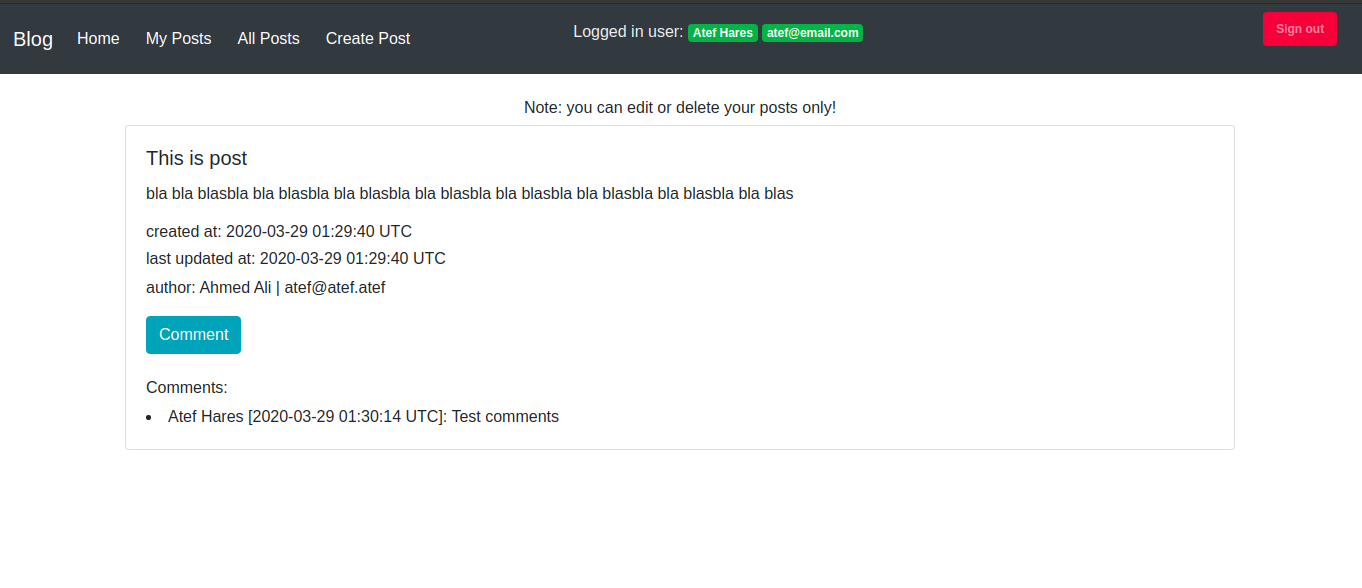 Blog Home My Posts All Posts Create Post Logged in user: Atef Hares atef@email.com Sign out
Note: you can edit or delete your posts only!
This is post
bla bla blasbla bla blasbla bla blasbla bla blasbla bla blasbla bla blasbla bla blasbla bla blas
created at: 2020-03-29 01:29:40 UTC
last updated at: 2020-03-29 01:29:40 UTC
author: Ahmed Ali | atef@atef.atef
Comment
Comments:
• Atef Hares [2020-03-29 01:30:14 UTC]: Test comments